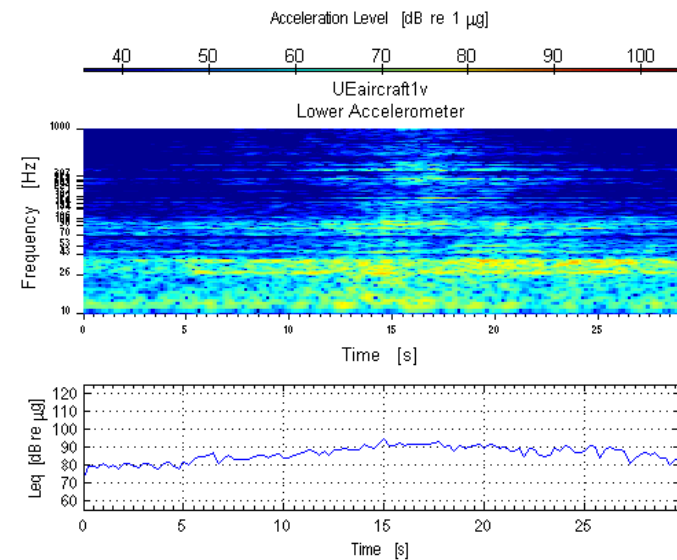 Acceleration Level [dB re 1 µg]
40 50 60 70 80 90 100
UEaircraft1v
Lower Accelerometer
Frequency [Hz]
1000
70
53
43
26
10
0 5 10 15 20 25
Time [s]
Leq [dB re µg]
120
110
100
90
80
70
60
0 5 10 15 20 25
Time [s]